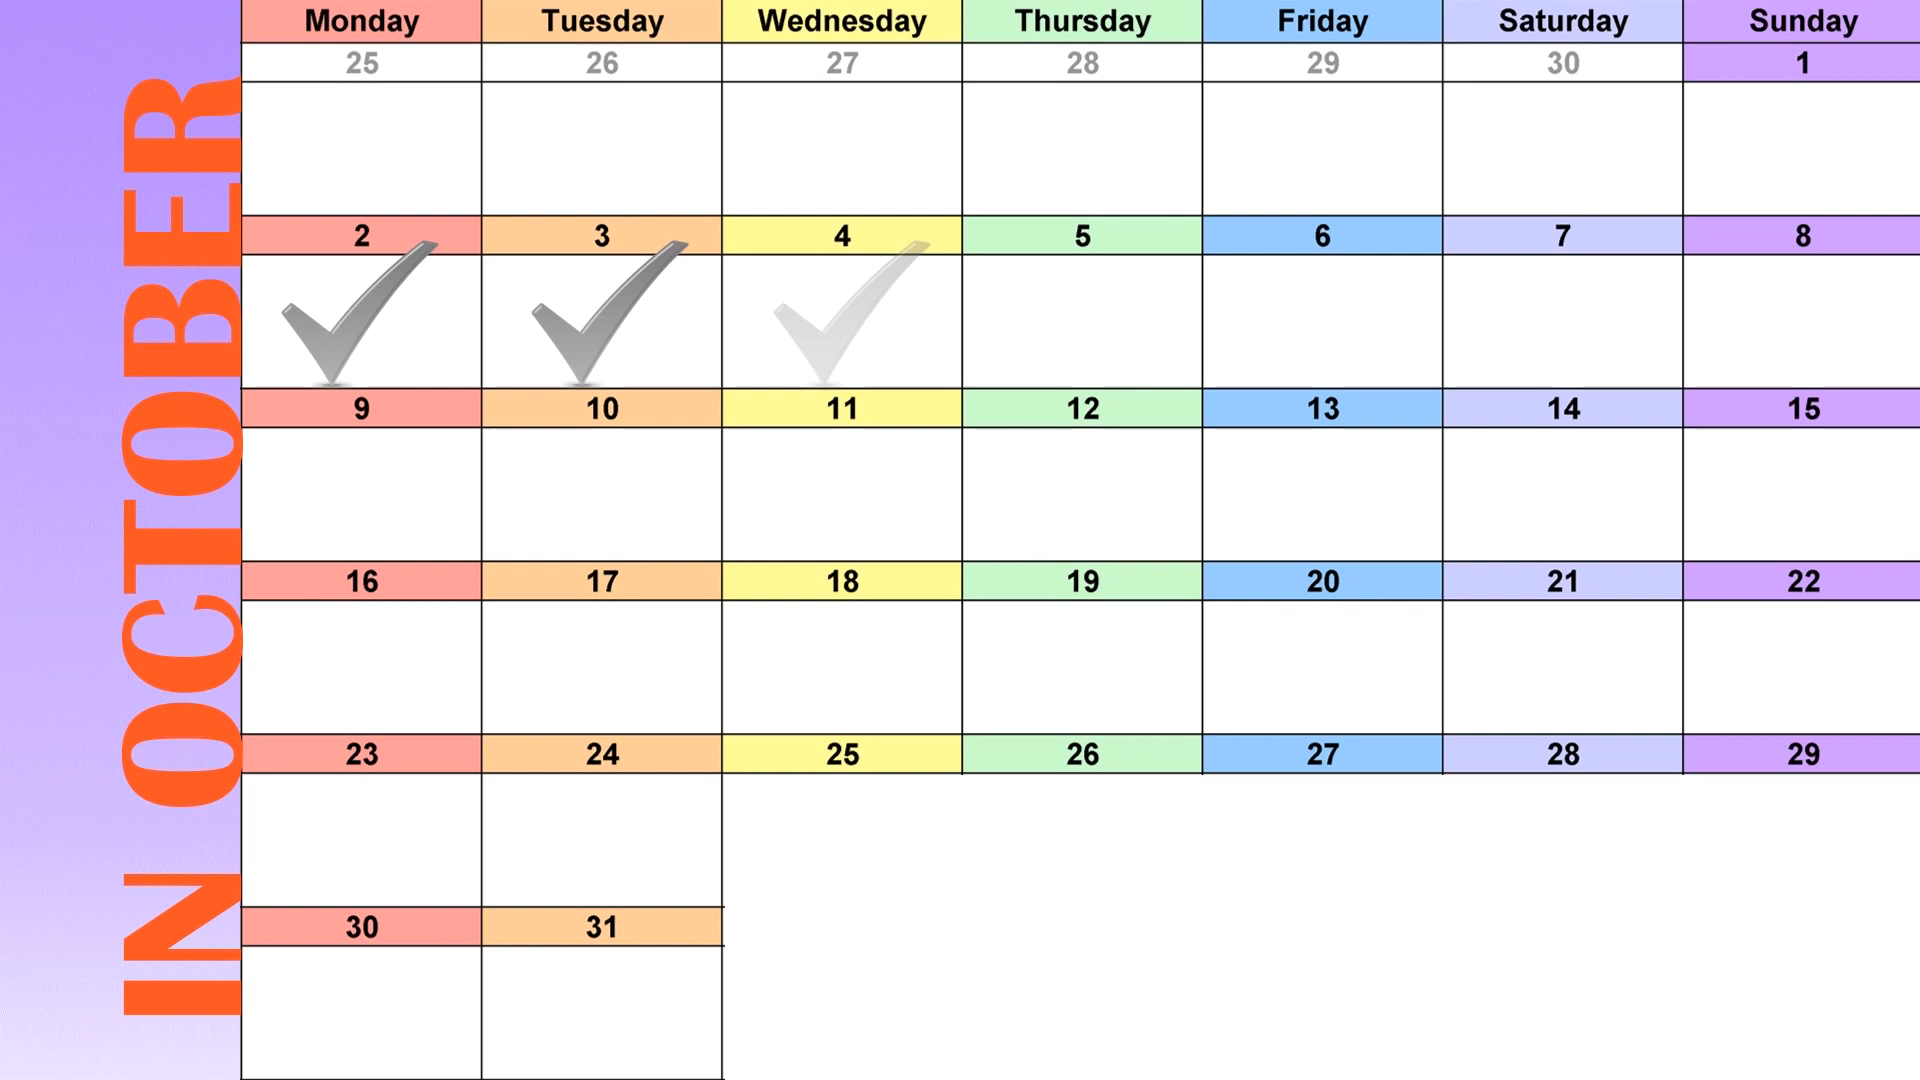 IN OCTOBER
Monday Tuesday Wednesday Thursday Friday Saturday Sunday
25 26 27 28 29 30 1
2 3 4 5 6 7 8
9 10 11 12 13 14 15
16 17 18 19 20 21 22
23 24 25 26 27 28 29
30 31